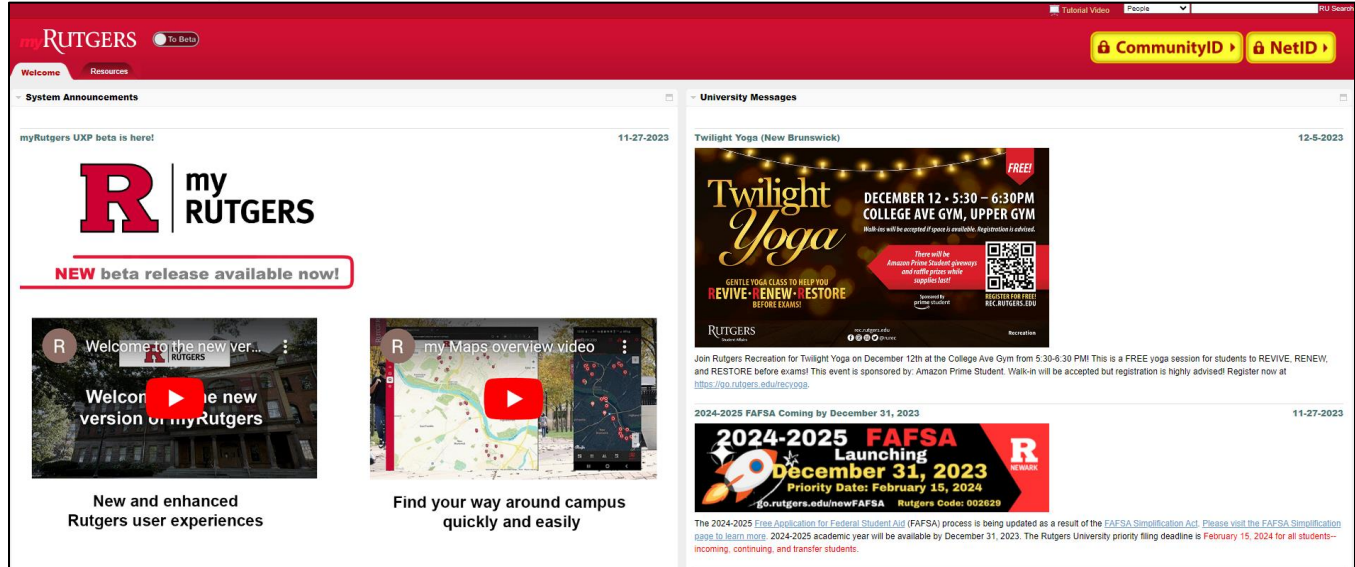 Tutorial Video People RU Search
myRUTGERS To Beta
CommunityID NetID
Welcome Resources
System Announcements
myRutgers UXP beta is here! 11-27-2023
R my
RUTGERS
NEW beta release available now!
R Welcome to the new ver...
RUTGERS
Welcom e new
version of myRutgers
New and enhanced
Rutgers user experiences
R my Maps overview video
Find your way around campus
quickly and easily
University Messages
Twilight Yoga (New Brunswick) 12-5-2023
FREE!
Twilight
Yoga
GENTLE YOGA CLASS TO HELP YOU
REVIVE·RENEW·RESTORE
BEFORE EXAMS!
DECEMBER 12 · 5:30 – 6:30PM
COLLEGE AVE GYM, UPPER GYM
Walk-ins will be accepted if space is available. Registration is advised.
There will be
Amazon Prime Student giveways
and raffle prizes while
supplies last!
Sponsored By
prime student
REGISTER FOR FREE!
REC.RUTGERS.EDU
RUTGERS
Student Affairs
rec.rutgers.edu
@rurec
Recreation
Join Rutgers Recreation for Twilight Yoga on December 12th at the College Ave Gym from 5:30-6:30 PM! This is a FREE yoga session for students to REVIVE, RENEW,
and RESTORE before exams! This event is sponsored by: Amazon Prime Student. Walk-in will be accepted but registration is highly advised! Register now at
https://go.rutgers.edu/recyoga.
2024-2025 FAFSA Coming by December 31, 2023 11-27-2023
2024-2025 FAFSA
Launching
December 31, 2023
Priority Date: February 15, 2024
go.rutgers.edu/newFAFSA Rutgers Code: 002629
R
NEWARK
The 2024-2025 Free Application for Federal Student Aid (FAFSA) process is being updated as a result of the FAFSA Simplification Act. Please visit the FAFSA Simplification
page to learn more. 2024-2025 academic year will be available by December 31, 2023. The Rutgers University priority filing deadline is February 15, 2024 for all students--
incoming, continuing, and transfer students.